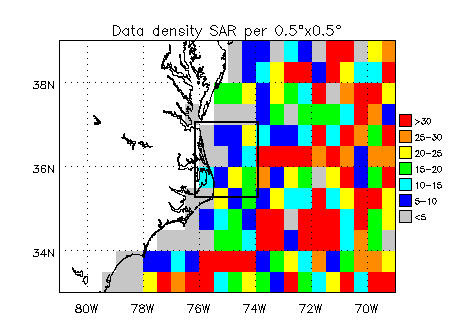 Data density SAR per 0.5°x0.5°
38N
36N
34N
>30
25-30
20-25
15-20
10-15
5-10
<5
80W 78W 76W 74W 72W 70W